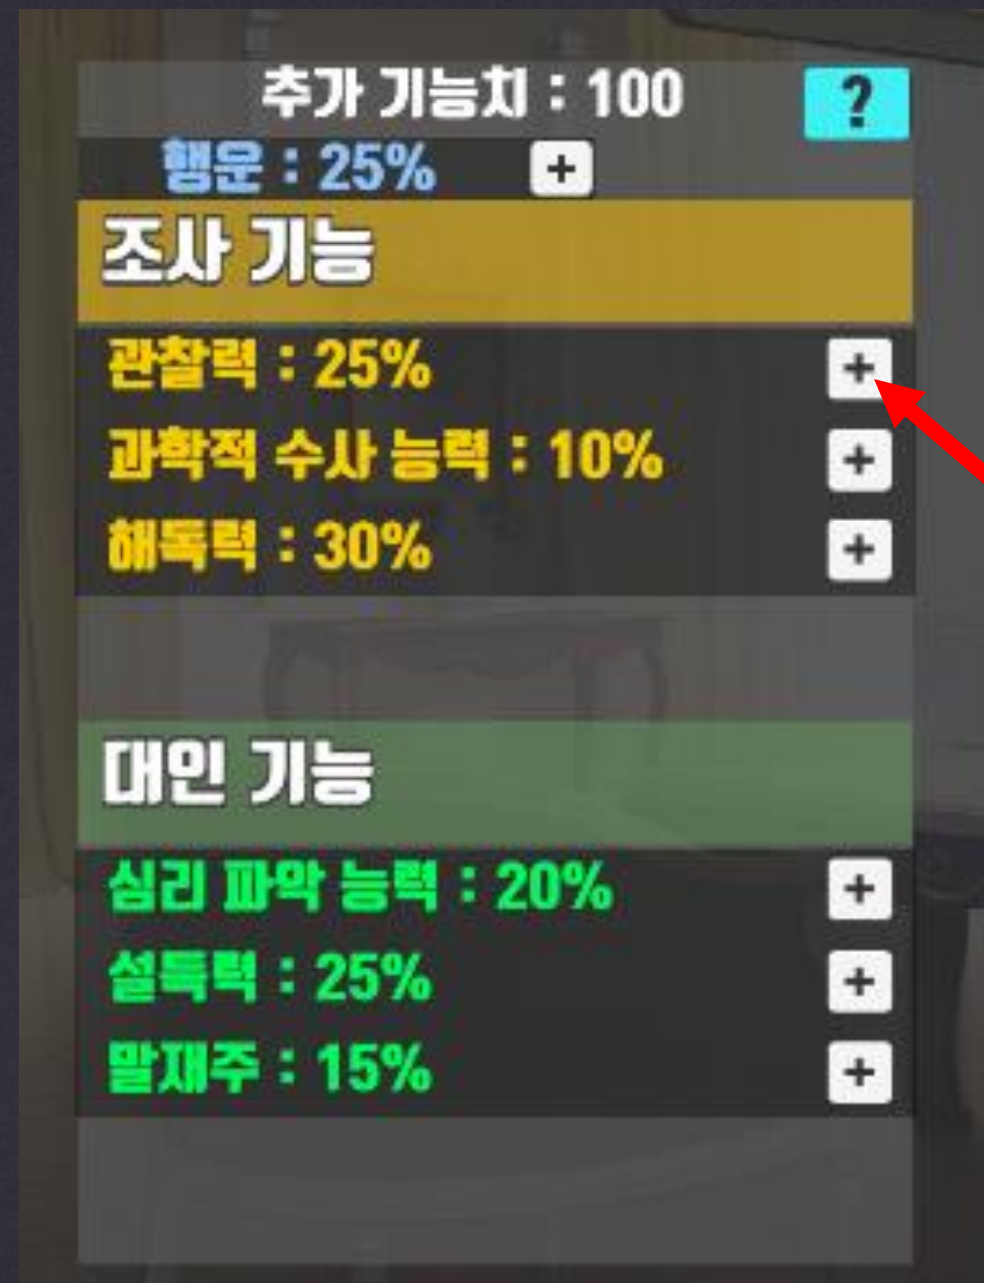 추가 기능치 : 100
?
행운 : 25% +
조사 기능
관찰력 : 25% +
과학적 수사 능력 : 10% +
해독력 : 30% +
대인 기능
심리 파악 능력 : 20% +
설득력 : 25% +
말재주 : 15% +